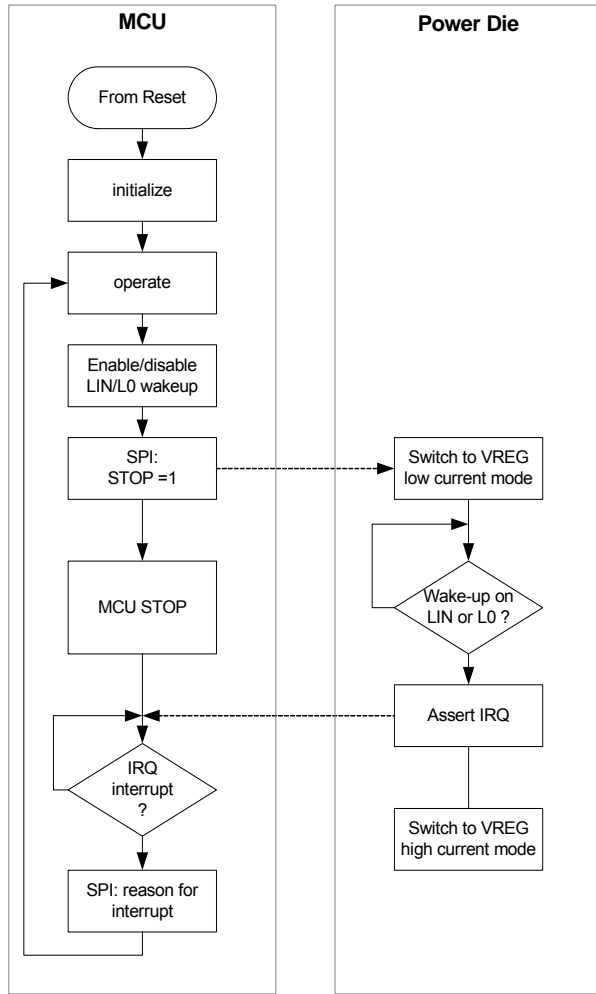 MCU
From Reset
initialize
operate
Enable/disable
LIN/L0 wakeup
SPI:
STOP =1
MCU STOP
IRQ
interrupt
?
SPI: reason for
interrupt
Power Die
Switch to VREG
low current mode
Wake-up on
LIN or L0 ?
Assert IRQ
Switch to VREG
high current mode